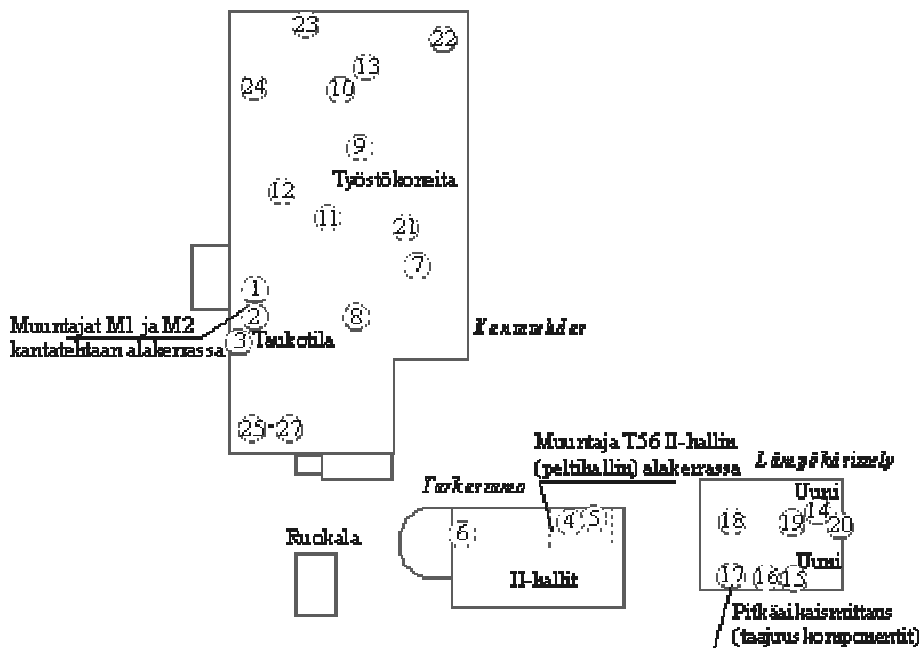 23
22
13
24
10
9
Työstökoneita
12
11
21
7
1
2
8
Muuntajat M1 ja M2
kantatehtaan alakerrassa
3
Taukotila
25-27
Muuntaja T56 II-hallin
(peltihallin) alakerrassa
Uuni
4
5
14
6
18
19
20
Ruokala
Uuni
II-hallit
17
16
15
Pitkäaikaismittaus
(taajuus komponentit)